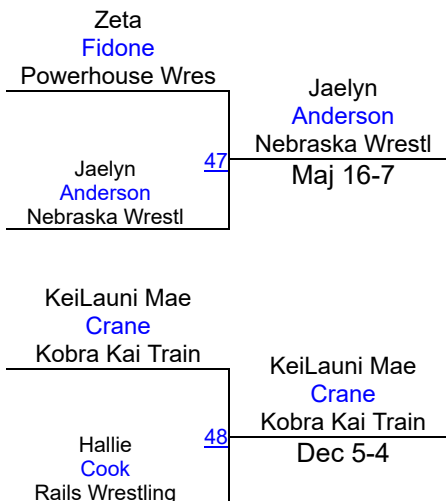 Zeta
Fidone
Powerhouse Wres
Jaelyn
Anderson
Nebraska Wrestl
47
Jaelyn
Anderson
Nebraska Wrestl
Maj 16-7
KeiLauni Mae
Crane
Kobra Kai Train
Hallie
Cook
Rails Wrestling
48
KeiLauni Mae
Crane
Kobra Kai Train
Dec 5-4